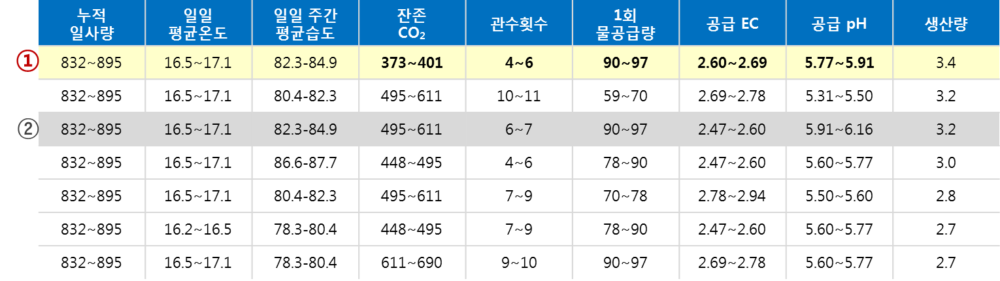 누적 일사량 | 일일 평균온도 | 일일 주간 평균습도 | 잔존 CO₂ | 관수횟수 | 1회 물공급량 | 공급 EC | 공급 pH | 생산량
① 832~895 | 16.5~17.1 | 82.3-84.9 | 373~401 | 4~6 | 90~97 | 2.60~2.69 | 5.77~5.91 | 3.4
832~895 | 16.5~17.1 | 80.4-82.3 | 495~611 | 10~11 | 59~70 | 2.69~2.78 | 5.31~5.50 | 3.2
② 832~895 | 16.5~17.1 | 82.3-84.9 | 495~611 | 6~7 | 90~97 | 2.47~2.60 | 5.91~6.16 | 3.2
832~895 | 16.5~17.1 | 86.6-87.7 | 448~495 | 4~6 | 78~90 | 2.47~2.60 | 5.60~5.77 | 3.0
832~895 | 16.5~17.1 | 80.4-82.3 | 495~611 | 7~9 | 70~78 | 2.78~2.94 | 5.50~5.60 | 2.8
832~895 | 16.2~16.5 | 78.3-80.4 | 448~495 | 7~9 | 78~90 | 2.47~2.60 | 5.60~5.77 | 2.7
832~895 | 16.5~17.1 | 78.3-80.4 | 611~690 | 9~10 | 90~97 | 2.69~2.78 | 5.60~5.77 | 2.7